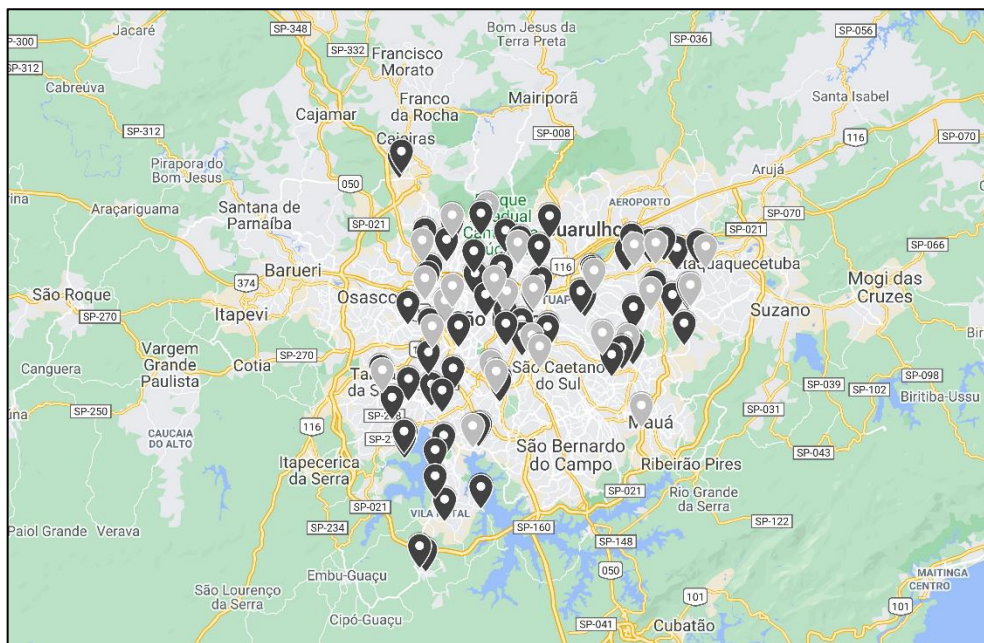 Jacaré
SP-300
SP-312
Cabreúva
SP-348
SP-332
Francisco
Morato
Bom Jesus da
Terra Preta
SP-036
SP-056
Santa Isabel
Franco
da Rocha
Mairiporã
Cajamar
SP-312
Caieiras
SP-008
116
SP-070
Pirapora do
Bom Jesus
050
Arujá
Araçariguama
Santana de
Parnaíba
SP-021
AEROPORTO
SP-070
SP-021
SP-066
Barueri
116
Itaquaquecetuba
374
Mogi das
Cruzes
São Roque
SP-270
Osasco
Itapevi
Suzano
Vargem
Grande
Paulista
SP-270
Cotia
Canguera
São Caetano
do Sul
SP-039
SP-098
SP-102
Biritiba-Ussu
SP-250
SP-031
CAUCAIA
DO ALTO
116
Mauá
São Bernardo
do Campo
SP-043
Itapecerica
da Serra
Ribeirão Pires
SP-021
Rio Grande
da Serra
SP-021
Paiol Grande
Verava
SP-234
SP-160
SP-122
SP-148
Embu-Guaçu
050
MAITINGA
CENTRO
São Lourenço
da Serra
101
101
Cipó-Guaçu
SP-041
Cubatão